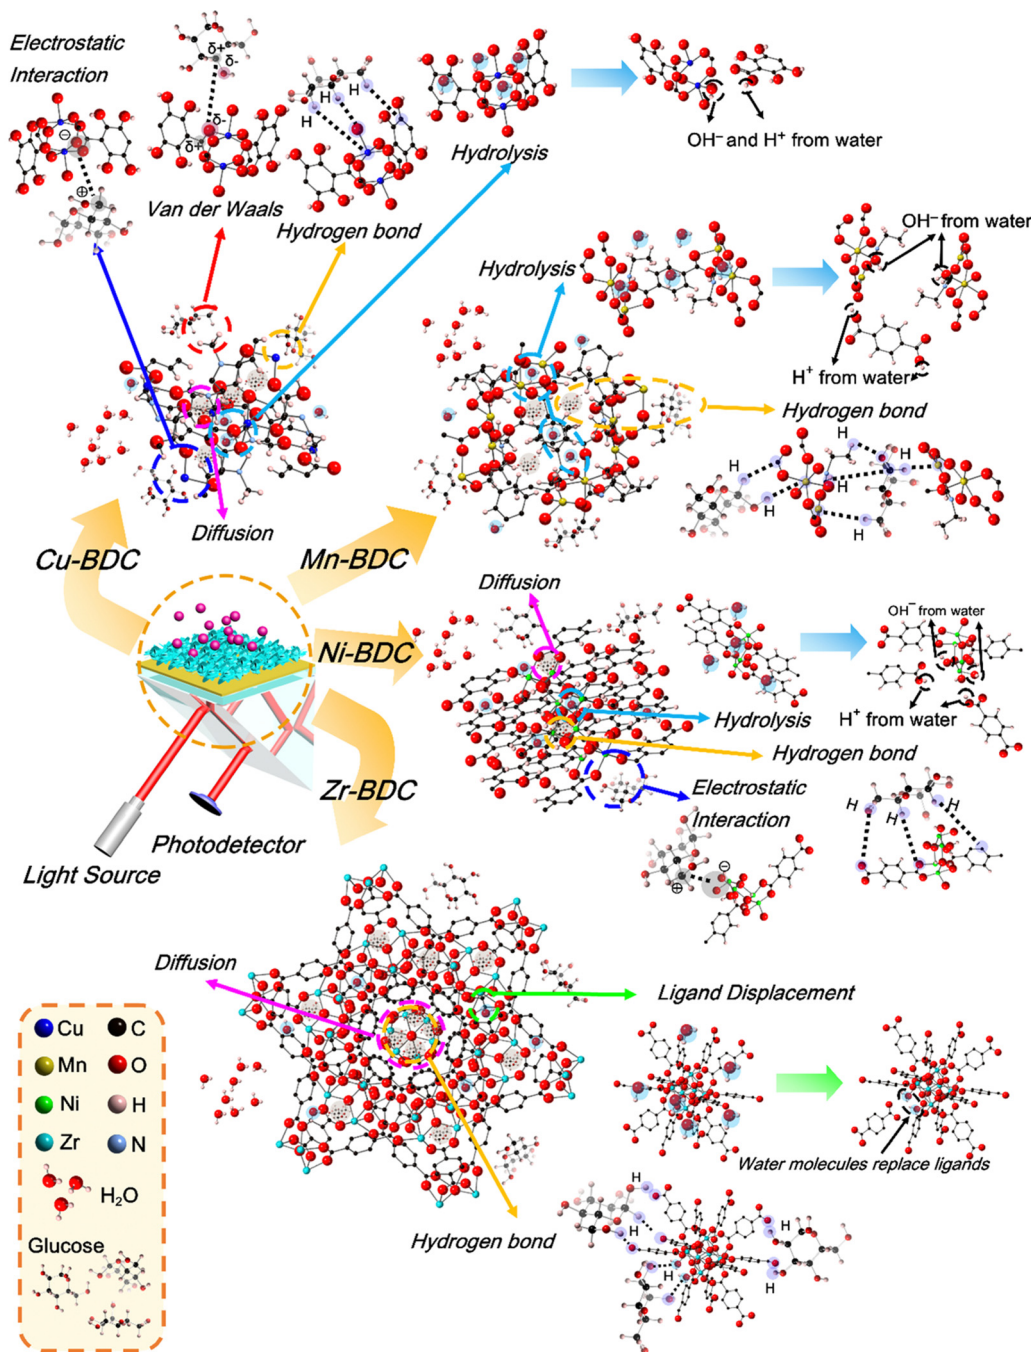 Electrostatic
Interaction
δ+
δ-
δ-
δ+
⊖
⊕
H
H
H
Van der Waals
Hydrogen bond
Hydrolysis
OH⁻ and H⁺ from water
Diffusion
Cu-BDC
Hydrolysis
OH⁻ from water
H⁺ from water
Hydrogen bond
H
H
H
H
H
H
Mn-BDC
Ni-BDC
Zr-BDC
Light Source
Photodetector
Diffusion
OH⁻ from water
H⁺ from water
Hydrolysis
Hydrogen bond
Electrostatic
Interaction
⊖
⊕
H
H
H
Diffusion
Ligand Displacement
Water molecules replace ligands
Hydrogen bond
H
H
H
H
H
Cu
C
Mn
O
Ni
H
Zr
N
H₂O
Glucose